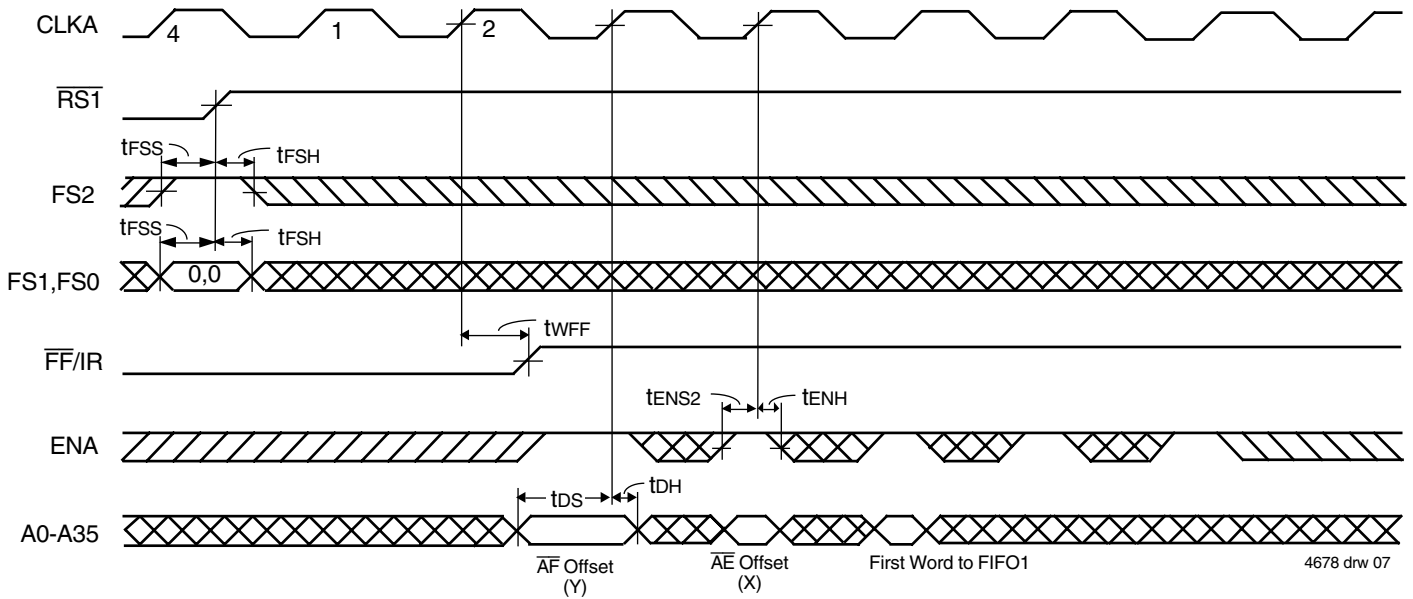 CLKA
4
1
2
RS1
tFSS
tFSH
FS2
tFSS
tFSH
FS1,FS0
0,0
tWFF
FF/IR
tENS2
tENH
ENA
tDS
tDH
A0-A35
AF Offset
(Y)
AE Offset
(X)
First Word to FIFO1
4678 drw 07